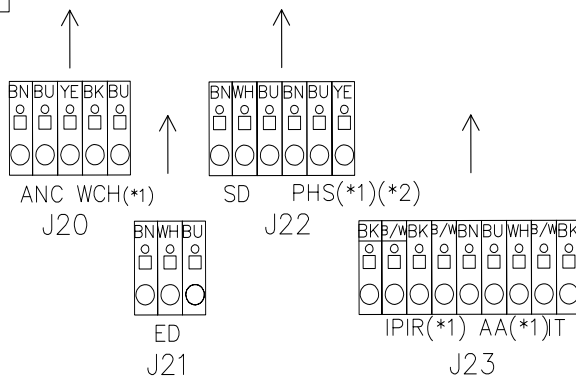 BN BU YE BK BU
BN WH BU BN BU YE
ANC WCH(*1)
SD PHS(*1)(*2)
J20
J22
BN WH BU
BK B/W BK B/W BN BU WH B/W BK
ED
IPIR(*1) AA(*1)IT
J21
J23